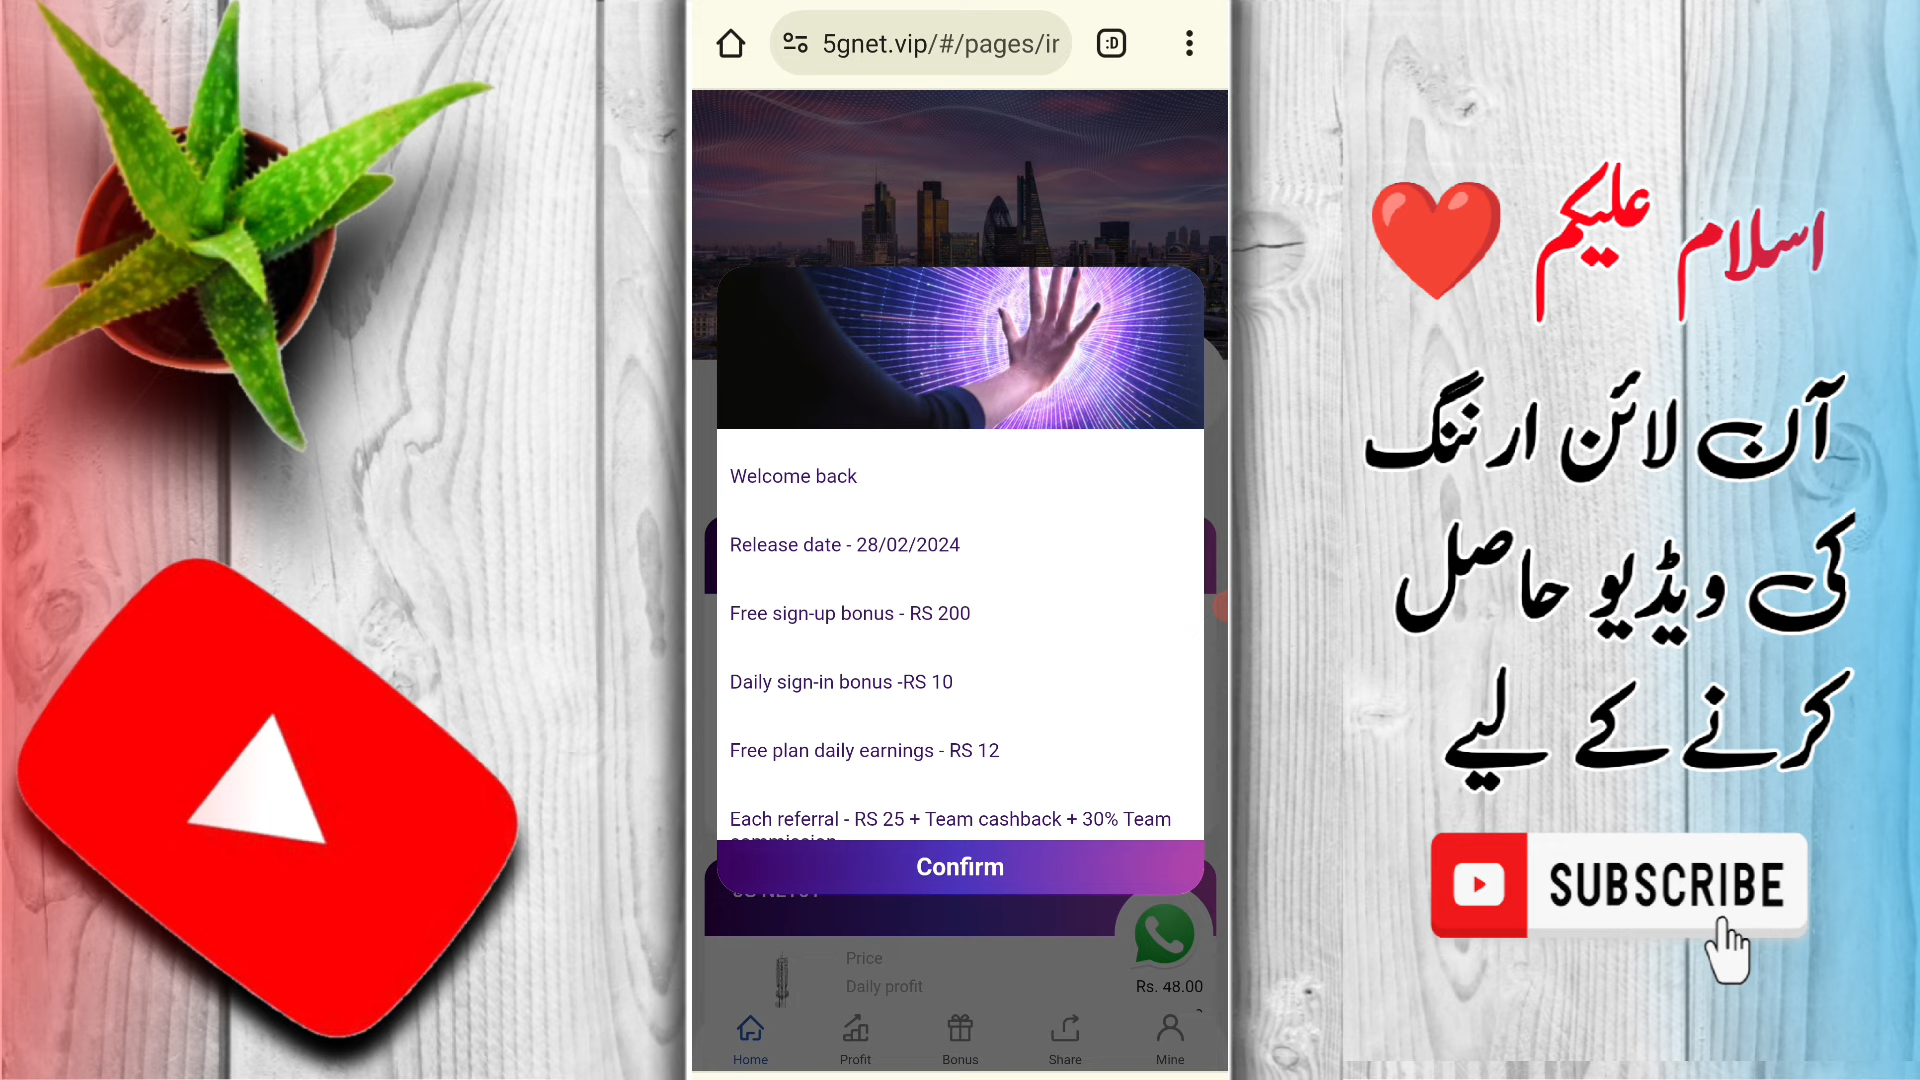 :D
5gnet.vip/#/pages/ir
Welcome back
Release date - 28/02/2024
Free sign-up bonus - RS 200
Daily sign-in bonus -RS 10
Free plan daily earnings - RS 12
Each referral - RS 25 + Team cashback + 30% Team
Confirm
Price
Daily profit
Rs. 48.00
Home
Profit
Bonus
Share
Mine
اسلام علیکم
آن لائن ارننگ
کی ویڈیو حاصل
کرنے کے لیے
SUBSCRIBE